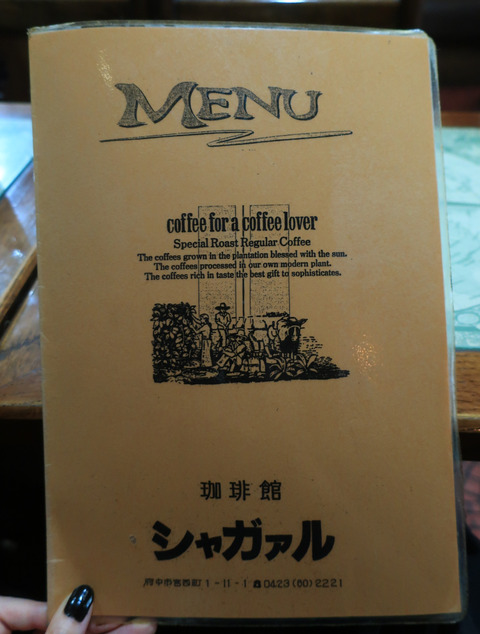 MENU
coffee for a coffee lover
Special Roast Regular Coffee
The coffees grown in the plantation blessed with the sun.
The coffees processed in our own modern plant.
The coffees rich in taste the best gift to sophisticates.
珈琲館
シャガァル
府中市宮西町1-11-1 ☎0423(60)2221